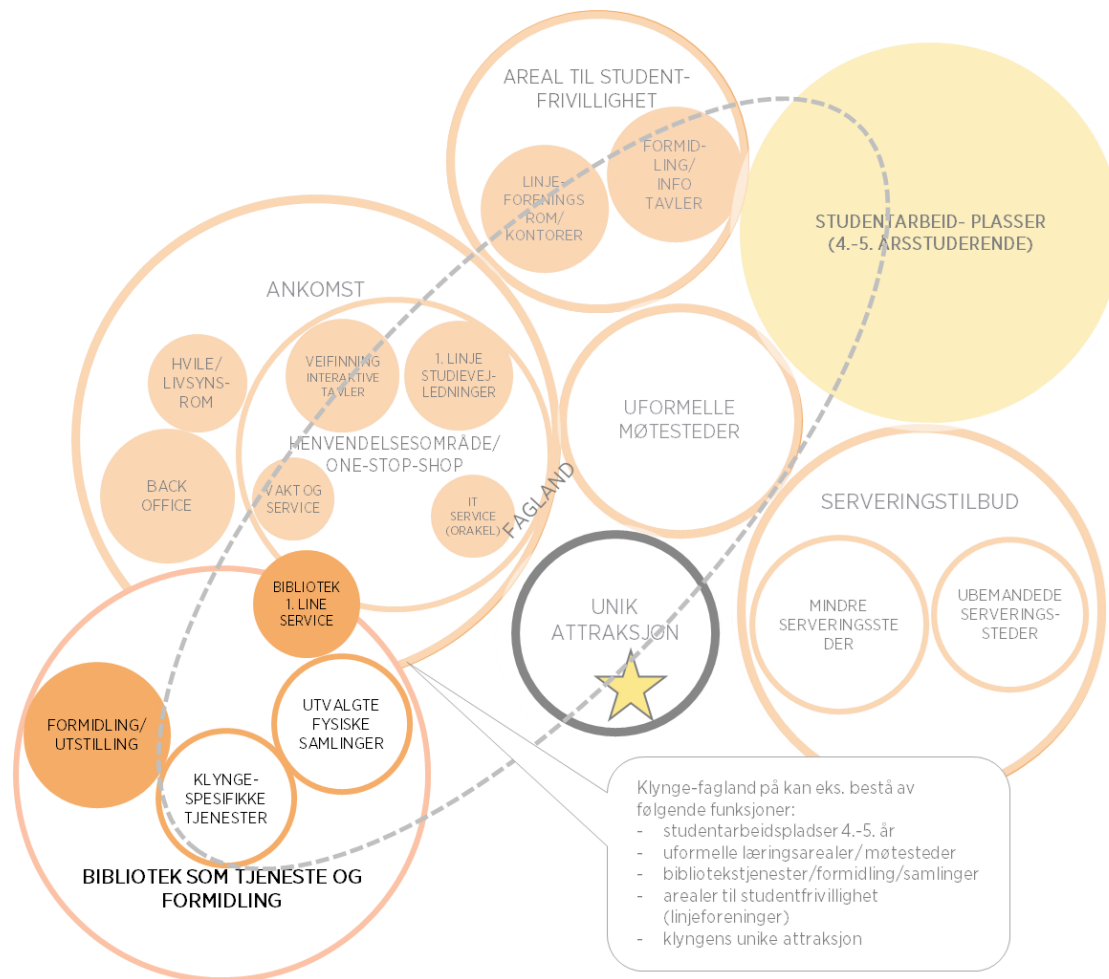 AREAL TIL STUDENT-
FRIVILLIGHET
LINJE-
FORENINGS
ROM/
KONTORER
FORMID-
LING/
INFO
TAVLER
STUDENTARBEID- PLASSER
(4.-5. ÅRSSTUDERENDE)
ANKOMST
HVILE/
LIVSYNS-
ROM
VEIFINNING
INTERAKTIVE
TAVLER
1. LINJE
STUDIEVEJ-
LEDNINGER
HENVENDELSESOMRÅDE/
ONE-STOP-SHOP
BACK
OFFICE
VAKT OG
SERVICE
IT
SERVICE
(ORAKEL)
FAGLAND
UFORMELLE
MØTESTEDER
SERVERINGSTILBUD
MINDRE
SERVERINGSSTE
DER
UBEMANDEDE
SERVERINGS-
STEDER
UNIK
ATTRAKSJON
BIBLIOTEK
1. LINE
SERVICE
FORMIDLING/
UTSTILLING
UTVALGTE
FYSISKE
SAMLINGER
KLYNGE-
SPESIFIKKE
TJENESTER
BIBLIOTEK SOM TJENESTE OG
FORMIDLING
Klynge-fagland på kan eks. bestå av
følgende funksjoner:
- studentarbeidspladser 4.-5. år
- uformelle læringsarealer/møtesteder
- bibliotekstjenester/formidling/samlinger
- arealer til studentfrivillighet
(linjeforeninger)
- klyngens unike attraksjon